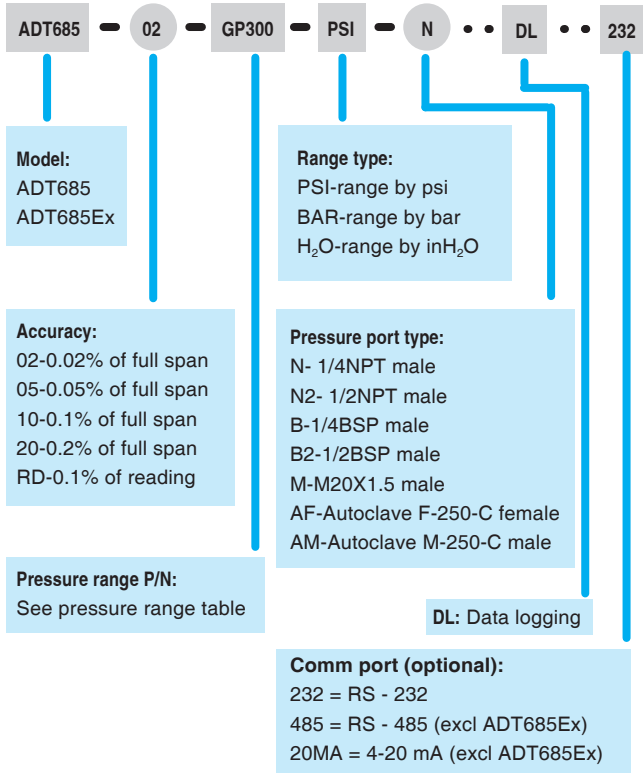 ADT685 – 02 – GP300 – PSI – N • • DL • • 232
Model:
ADT685
ADT685Ex
Range type:
PSI-range by psi
BAR-range by bar
H₂O-range by inH₂O
Accuracy:
02-0.02% of full span
05-0.05% of full span
10-0.1% of full span
20-0.2% of full span
RD-0.1% of reading
Pressure port type:
N- 1/4NPT male
N2- 1/2NPT male
B-1/4BSP male
B2-1/2BSP male
M-M20X1.5 male
AF-Autoclave F-250-C female
AM-Autoclave M-250-C male
Pressure range P/N:
See pressure range table
DL: Data logging
Comm port (optional):
232 = RS - 232
485 = RS - 485 (excl ADT685Ex)
20MA = 4-20 mA (excl ADT685Ex)